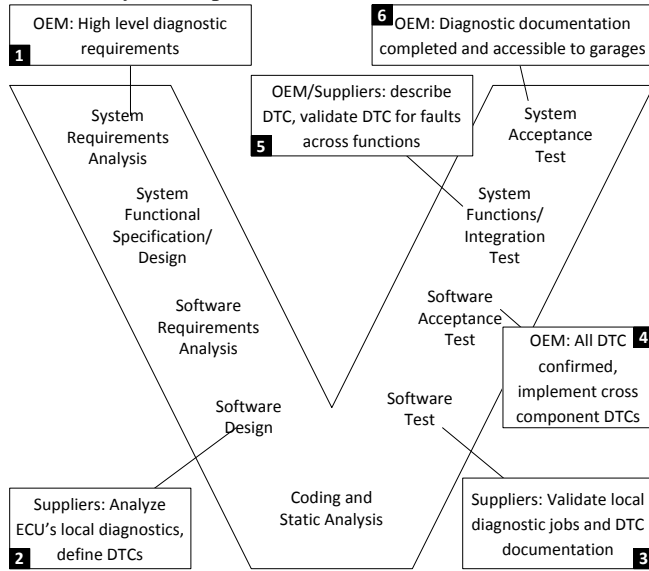 6
OEM: High level diagnostic
requirements
1
OEM: Diagnostic documentation
completed and accessible to garages
OEM/Suppliers: describe
DTC, validate DTC for faults
across functions
5
System
Requirements
Analysis
System
Acceptance
Test
System
Functional
Specification/
Design
System
Functions/
Integration
Test
Software
Requirements
Analysis
Software
Acceptance
Test
OEM: All DTC
confirmed,
implement cross
component DTCs
4
Software
Design
Software
Test
Coding and
Static Analysis
Suppliers: Analyze
ECU's local diagnostics,
define DTCs
2
Suppliers: Validate local
diagnostic jobs and DTC
documentation
3